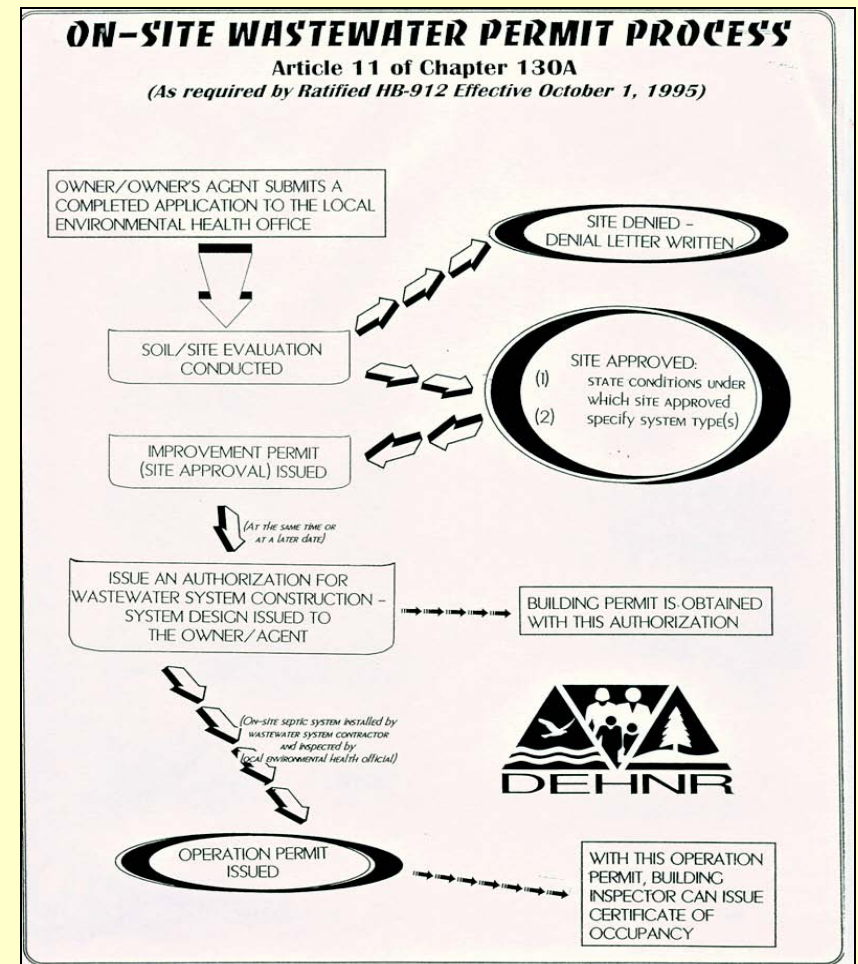 ON-SITE WASTEWATER PERMIT PROCESS
Article 11 of Chapter 130A
(As required by Ratified HB-912 Effective October 1, 1995)
OWNER/OWNER'S AGENT SUBMITS A
COMPLETED APPLICATION TO THE LOCAL
ENVIRONMENTAL HEALTH OFFICE
SITE DENIED -
DENIAL LETTER WRITTEN
SOIL/SITE EVALUATION
CONDUCTED
SITE APPROVED:
(1) STATE CONDITIONS UNDER
WHICH SITE APPROVED
(2) SPECIFY SYSTEM TYPE(S)
IMPROVEMENT PERMIT
(SITE APPROVAL) ISSUED
(AT THE SAME TIME OR
AT A LATER DATE)
ISSUE AN AUTHORIZATION FOR
WASTEWATER SYSTEM CONSTRUCTION -
SYSTEM DESIGN ISSUED TO
THE OWNER/AGENT
BUILDING PERMIT IS OBTAINED
WITH THIS AUTHORIZATION
(ON-SITE SEPTIC SYSTEM INSTALLED BY
WASTEWATER SYSTEM CONTRACTOR
AND INSPECTED BY
LOCAL ENVIRONMENTAL HEALTH OFFICIAL)
DEHNR
OPERATION PERMIT
ISSUED
WITH THIS OPERATION
PERMIT, BUILDING
INSPECTOR CAN ISSUE
CERTIFICATE OF
OCCUPANCY